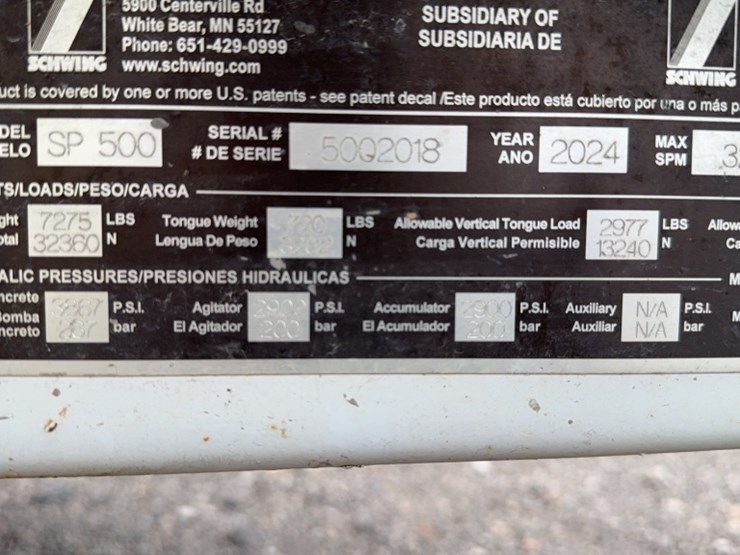 5900 Centerville Rd
White Bear, MN 55127
Phone: 651-429-0999
www.schwing.com
SCHWING
SUBSIDIARY OF
SUBSIDIARIA DE
SCHWING
uct is covered by one or more U.S. patents - see patent decal /Este producto está cubierto por una o más p
DEL SP 500 SERIAL # 50Q2018 YEAR 2024 MAX
ELO # DE SERIE ANO SPM
TS/LOADS/PESO/CARGA
ght 7275 LBS Tongue Weight LBS Allowable Vertical Tongue Load 2977 LBS Allow
otal 32360 N Lengua De Peso N Carga Vertical Permisible 13240 N Ca
ALIC PRESSURES/PRESIONES HIDRAULICAS M
ncrete P.S.I. Agitator P.S.I. Accumulator 2900 P.S.I. Auxiliary N/A P.S.I.
Bomba bar El Agitador 200 bar El Acumulador 200 bar Auxiliar N/A bar M
ncreto